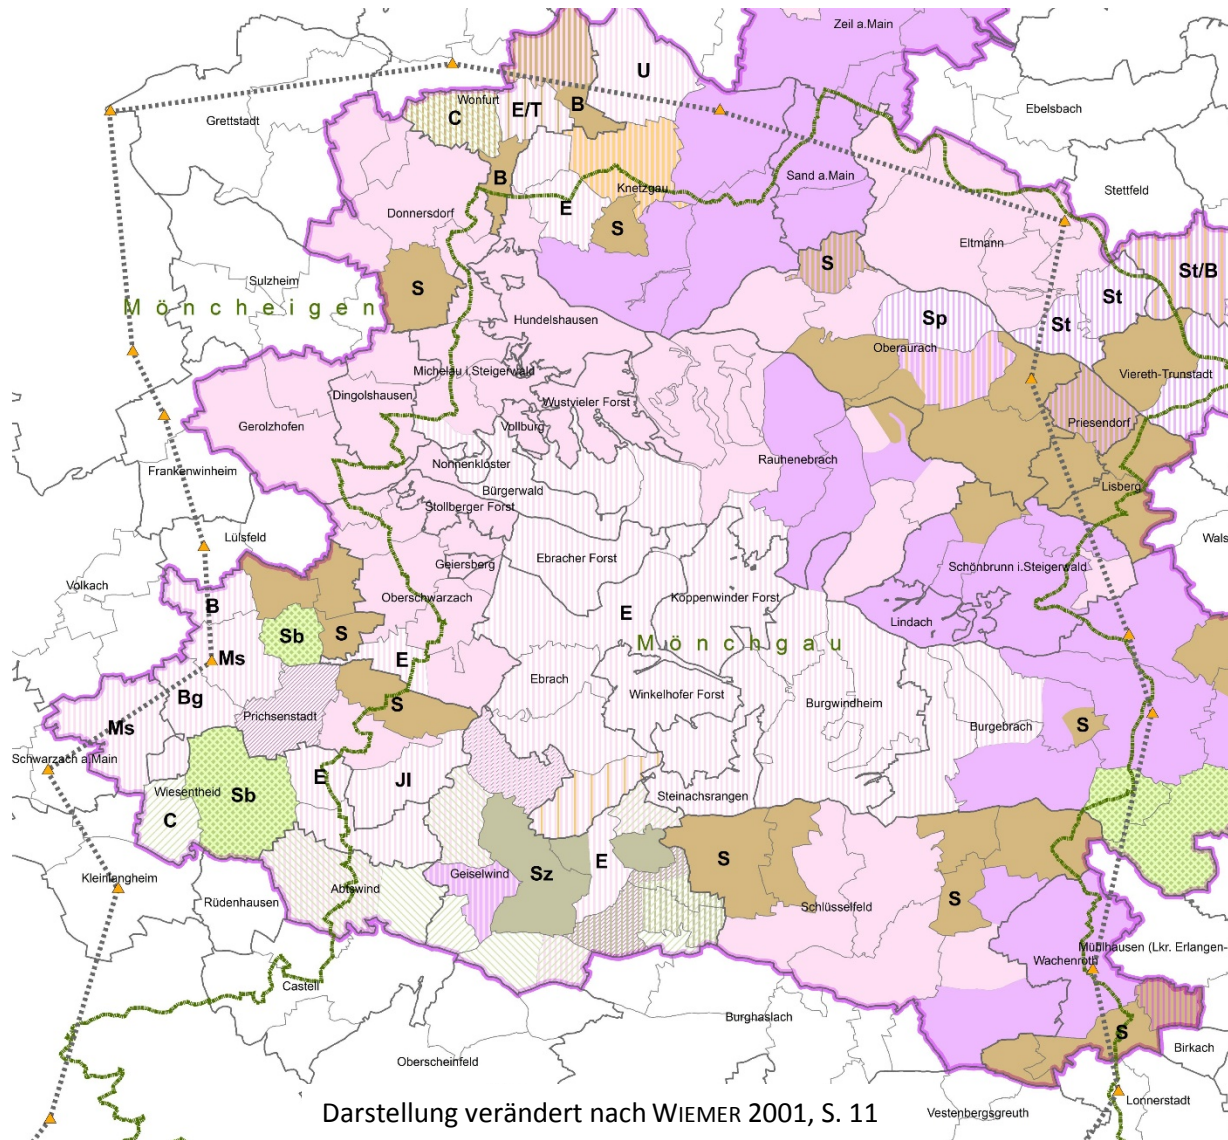 Zeil a.Main
U
Wonfurt
E/T
B
Ebelsbach
C
Grettstadt
Sand a.Main
B
Knetzgau
Stettfeld
E
Donnersdorf
S
Eltmann
S
St/B
Sulzheim
S
St
Möncheigen
Hundelshausen
Sp
St
Oberaurach
Michelau i.Steigerwald
Viereth-Trunstadt
Dingolshausen
Wustvieler Forst
Gerolzhofen
Vollburg
Priesendorf
Nonnenkloster
Rauhenebrach
Frankenwinheim
Bürgerwald
Lisberg
Stollberger Forst
Lülsfeld
Wals
Ebracher Forst
Geiersberg
Volkach
Schönbrunn i.Steigerwald
B
Oberschwarzach
Köppenwinder Forst
E
Lindach
Sb
S
Mönchgau
Ms
E
Ebrach
Bg
Winkelhofer Forst
S
Burgwindheim
Prichsenstadt
Burgebrach
Ms
S
Schwarzach a.Main
E
JI
Wiesentheid
Sb
Steinachsrangen
C
S
E
Kleinlangheim
Sz
Abtswind
Geiselwind
S
Rüdenhausen
Schlüsselfeld
Mühlhausen (Lkr. Erlangen-
Wachenroth
Castell
Burghaslach
S
Birkach
Oberscheinfeld
Lonnerstadt
Vestenbergsgreuth
Darstellung verändert nach WIEMER 2001, S. 11